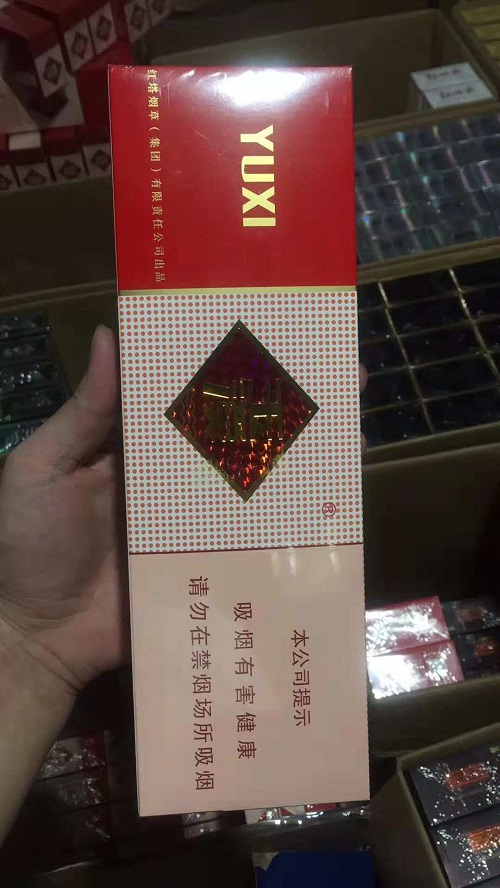 YUXI
红塔烟草（集团）有限责任公司出品
®
本公司提示
吸烟有害健康
请勿在禁烟场所吸烟